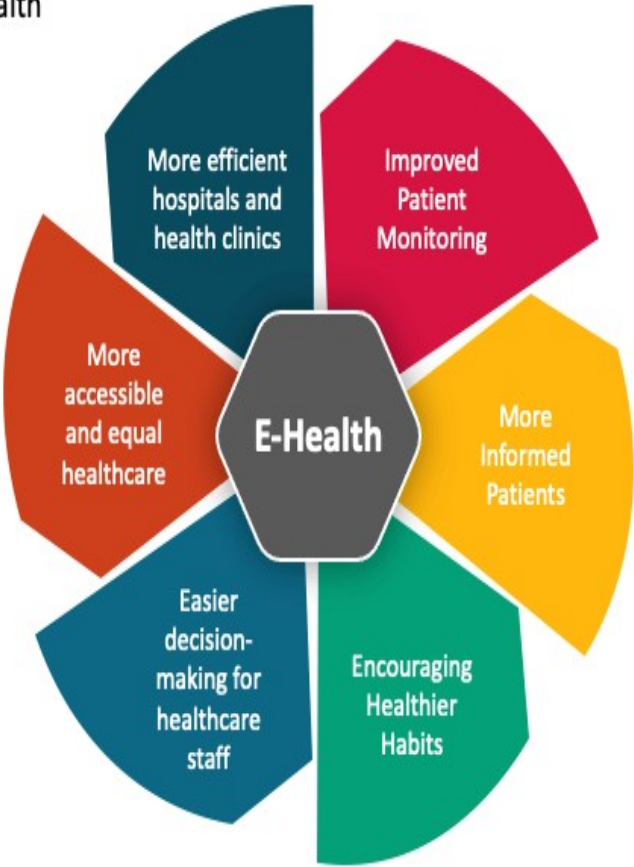 More efficient
hospitals and
health clinics
Improved
Patient
Monitoring
More
accessible
and equal
healthcare
E-Health
More
Informed
Patients
Easier
decision-
making for
healthcare
staff
Encouraging
Healthier
Habits